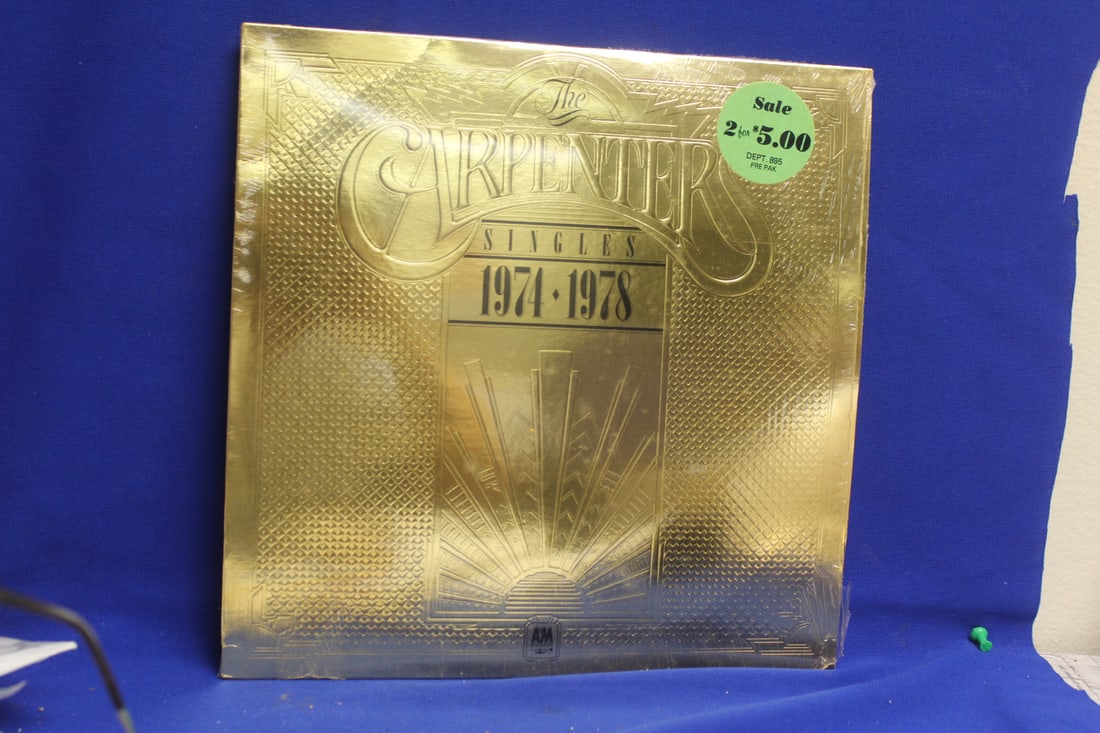 The
CARPENTERS
SINGLES
1974 · 1978
Sale
2 for $5.00
DEPT. 895
PRE PAK
A&M